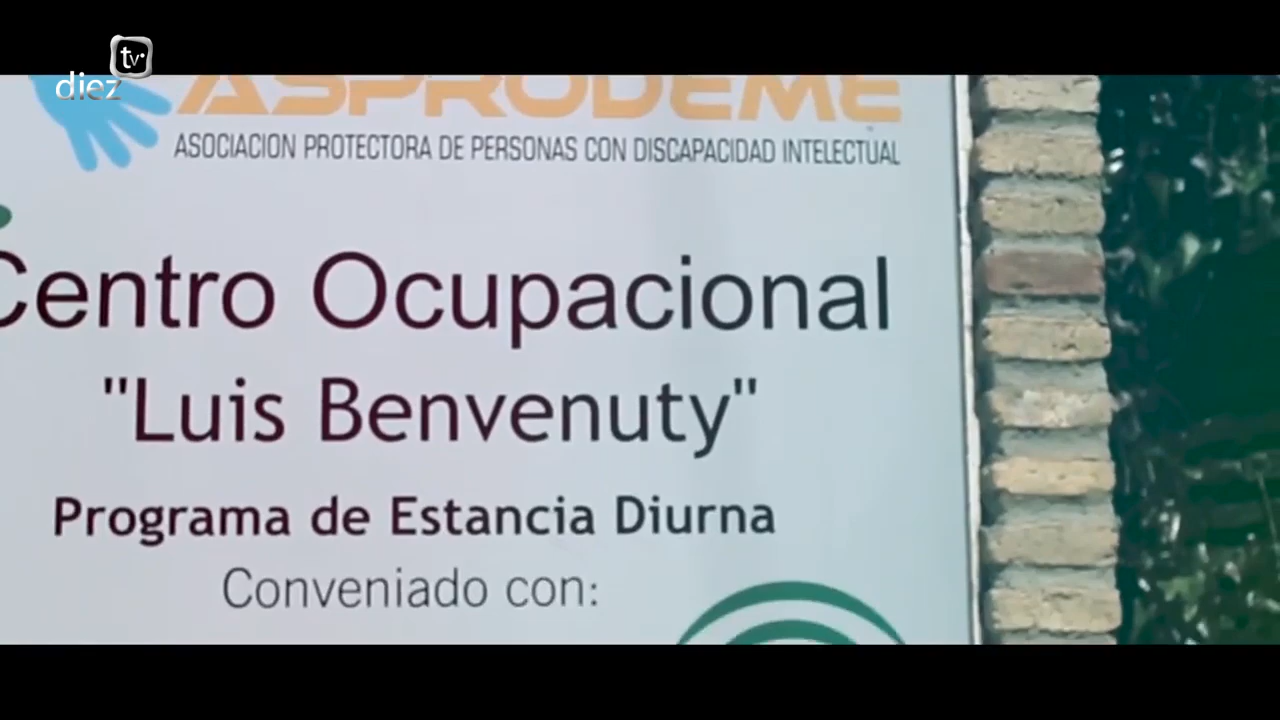 tv
diez
ASPRODEME
ASOCIACION PROTECTORA DE PERSONAS CON DISCAPACIDAD INTELECTUAL
Centro Ocupacional
"Luis Benvenuty"
Programa de Estancia Diurna
Conveniado con: